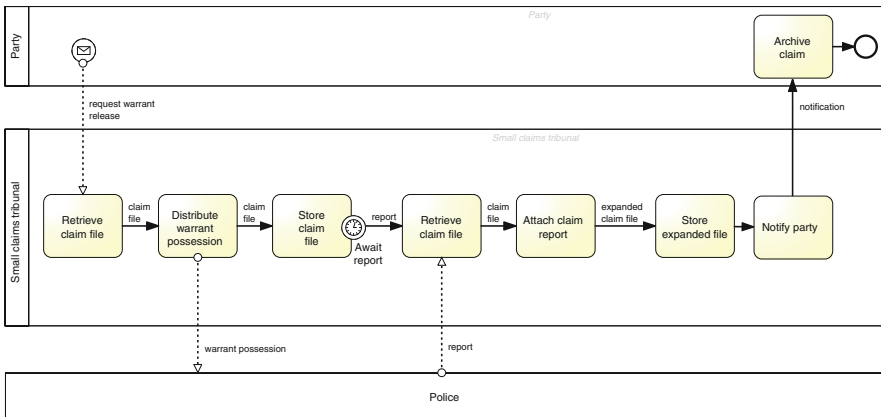 Party
Party
Archive
claim
request warrant
release
notification
Small claims tribunal
Small claims tribunal
Retrieve
claim file
claim
file
Distribute
warrant
possession
claim
file
Store
claim
file
Await
report
report
Retrieve
claim file
claim
file
Attach claim
report
expanded
claim file
Store
expanded file
Notify party
warrant possession
report
Police